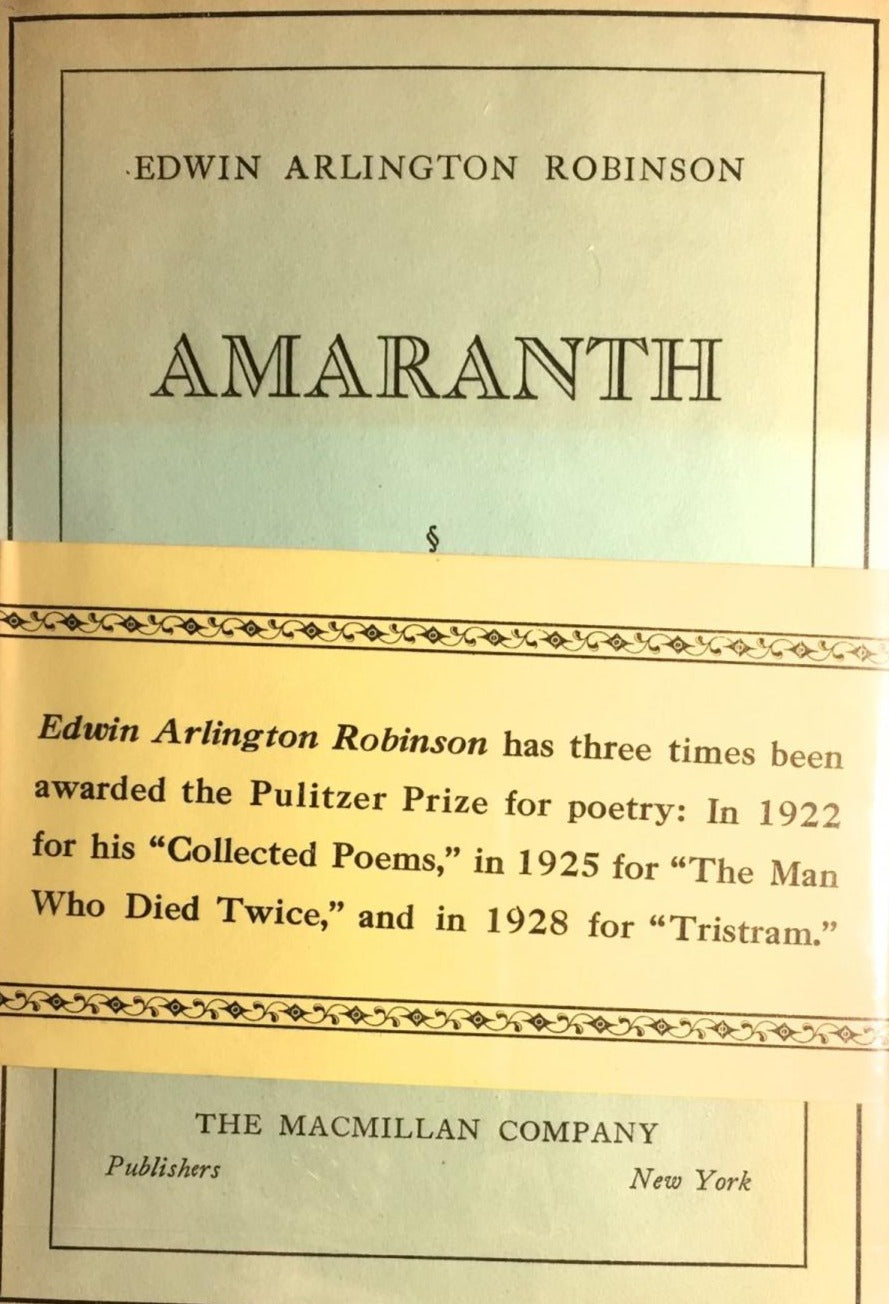 EDWIN ARLINGTON ROBINSON
AMARANTH
§
Edwin Arlington Robinson has three times been
awarded the Pulitzer Prize for poetry: In 1922
for his “Collected Poems,” in 1925 for “The Man
Who Died Twice,” and in 1928 for “Tristram.”
THE MACMILLAN COMPANY
Publishers New York